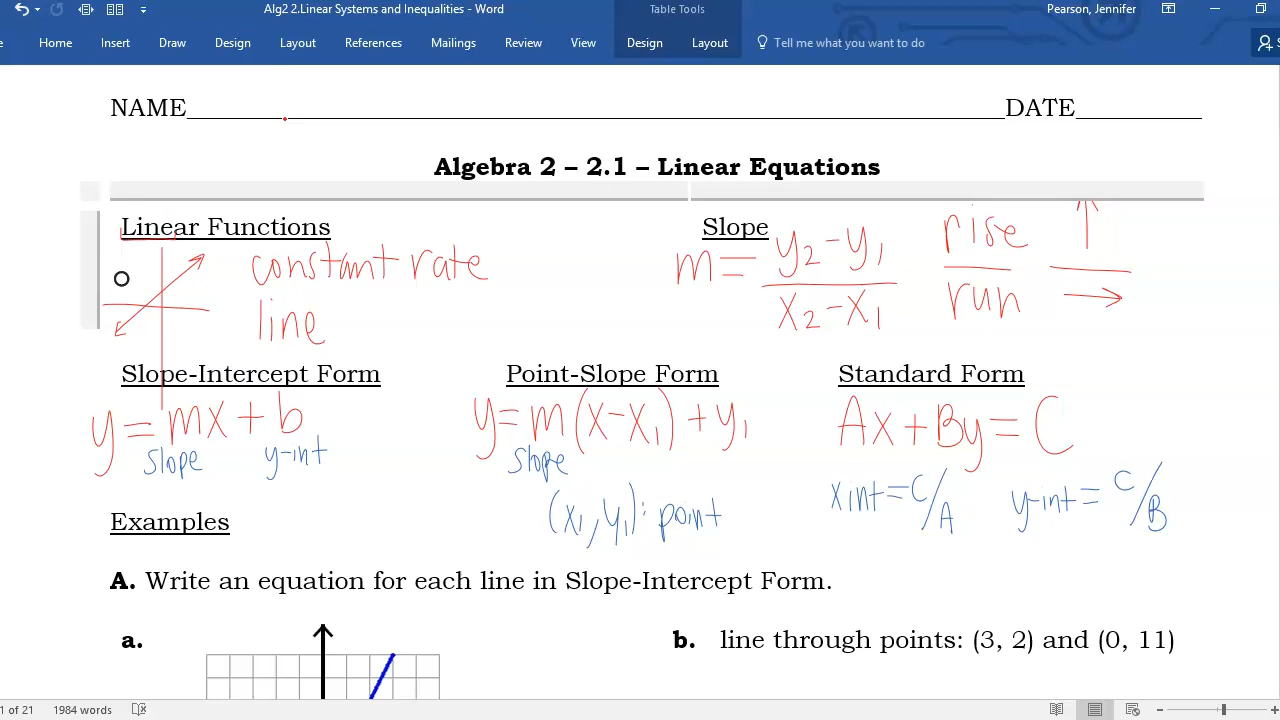 Alg2 2.Linear Systems and Inequalities - Word
Table Tools
Pearson, Jennifer
Home Insert Draw Design Layout References Mailings Review View Design Layout Tell me what you want to do
NAME DATE
Algebra 2 – 2.1 – Linear Equations
Linear Functions
constant rate
line
Slope
m = y₂ - y₁ / x₂ - x₁
rise / run
Slope-Intercept Form
y = mx + b
slope y-int
Point-Slope Form
y = m(x - x₁) + y₁
slope
(x₁, y₁): point
Standard Form
Ax + By = C
x int = C/A y-int = C/B
Examples
A. Write an equation for each line in Slope-Intercept Form.
a.
b. line through points: (3, 2) and (0, 11)
1 of 21 1984 words